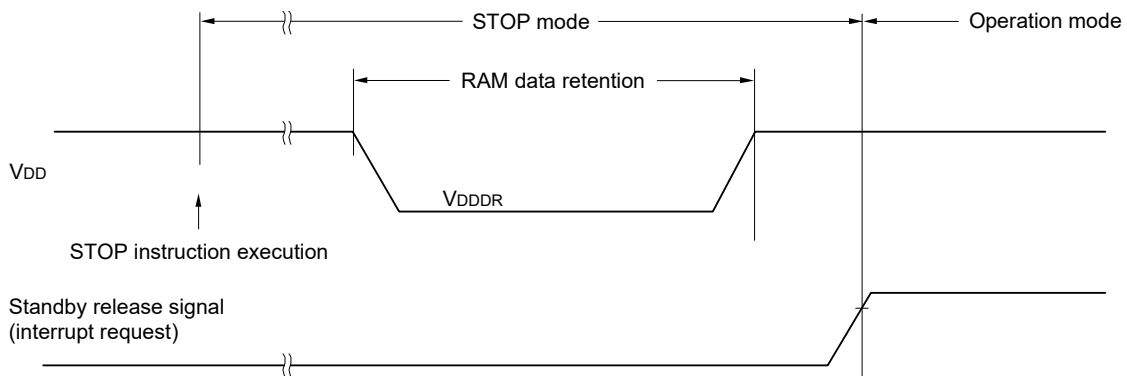 STOP mode
Operation mode
RAM data retention
VDD
VDDDR
STOP instruction execution
Standby release signal
(interrupt request)